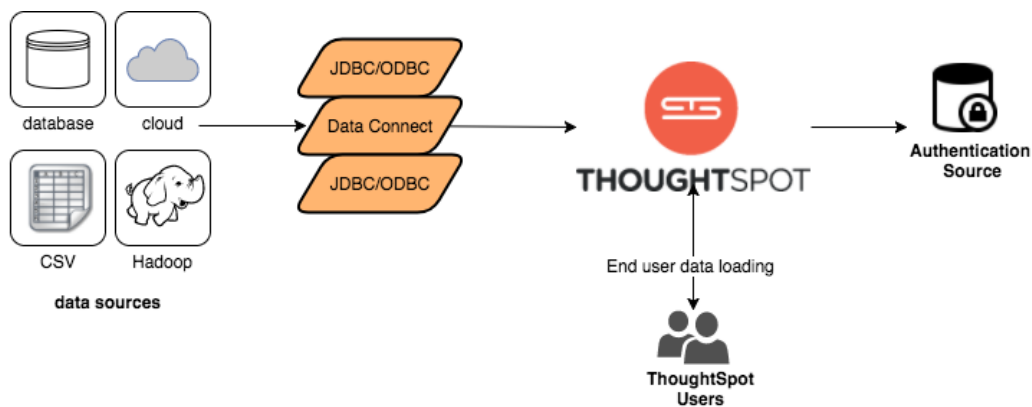 database
cloud
CSV
Hadoop
data sources
JDBC/ODBC
Data Connect
JDBC/ODBC
THOUGHTSPOT
End user data loading
ThoughtSpot
Users
Authentication
Source